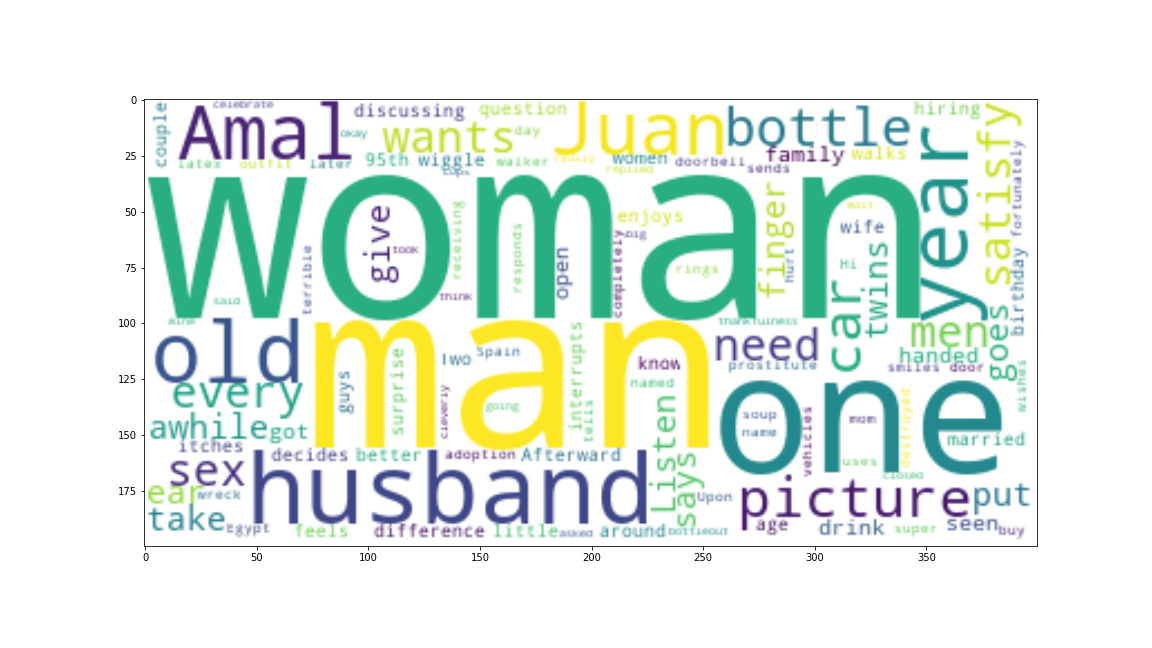 0
25
50
75
100
125
150
175
0
50
100
150
200
250
300
350
couple
celebrate
Amal
okay
discussing
question
wants
day
Juan
bottle
hiring
year
satisfy
fortunately
latex
outfit
later
95th
wiggle
walker
really
women
doorbell
family
walks
replied
sends
cups
woman
give
took
receiving
responds
open
enjoys
big
completely
rings
finger
hurt
wait
wife
Hi
twins
car
birthday
goes
said
terrible
think
wine
old
man
thankfulness
need
men
every
guys
surprise
two
Spain
interrupts
know
prostitute
handed
smiles
door
wishes
awhile
got
cleverly
going
tells
named
Listen
one
soup
name
vehicles
mom
destroyed
married
itches
decides
better
adoption
Afterward
says
uses
closed
sex
husband
ear
wreck
Upon
picture
put
take
Egypt
feels
difference
little
asked
around
bottleout
age
drink
super
seen
buy